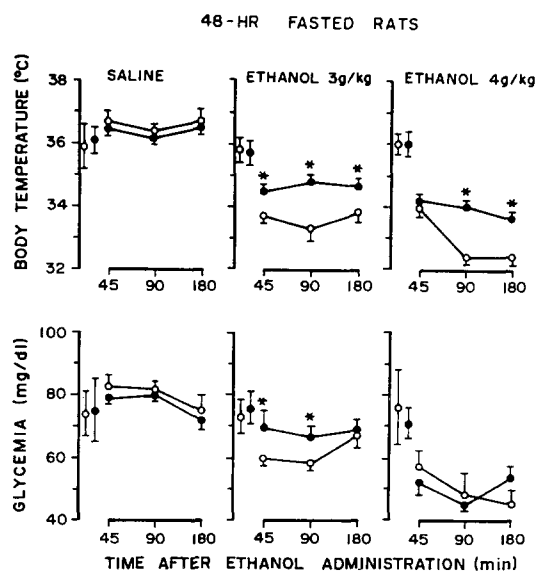 48-HR FASTED RATS
SALINE
ETHANOL 3g/kg
ETHANOL 4g/kg
BODY TEMPERATURE (°C)
38
36
34
32
* * *
* *
45 90 180
45 90 180
45 90 180
GLYCEMIA (mg/dl)
100
80
60
40
* *
45 90 180
45 90 180
45 90 180
TIME AFTER ETHANOL ADMINISTRATION (min)